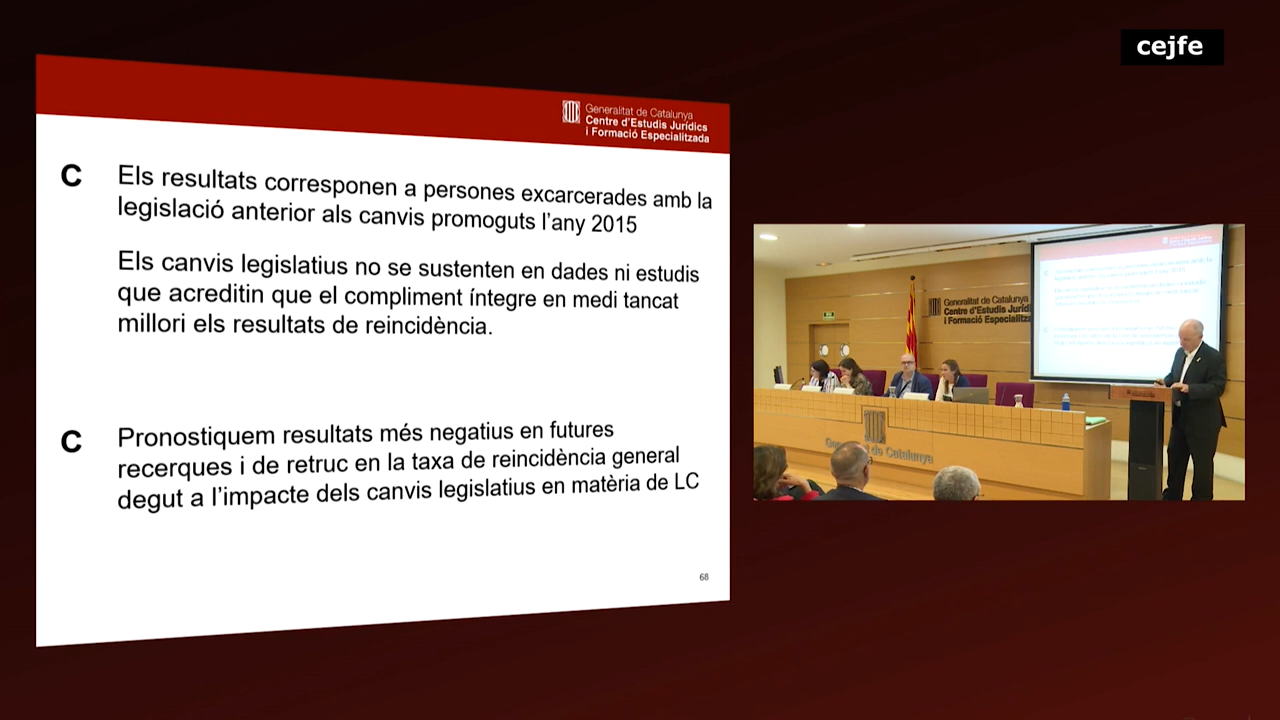 cejfe
Generalitat de Catalunya
Centre d'Estudis Jurídics
i Formació Especialitzada
C Els resultats corresponen a persones excarcerades amb la
legislació anterior als canvis promoguts l'any 2015
Els canvis legislatius no se sustenten en dades ni estudis
que acreditin que el compliment íntegre en medi tancat
millori els resultats de reincidència.
C Pronostiquem resultats més negatius en futures
recerques i de retruc en la taxa de reincidència general
degut a l'impacte dels canvis legislatius en matèria de LC
68
Generalitat de Catalunya
Centre d'Estudis Jurídi
i Formació Especialitz
Generalitat de Catalunya